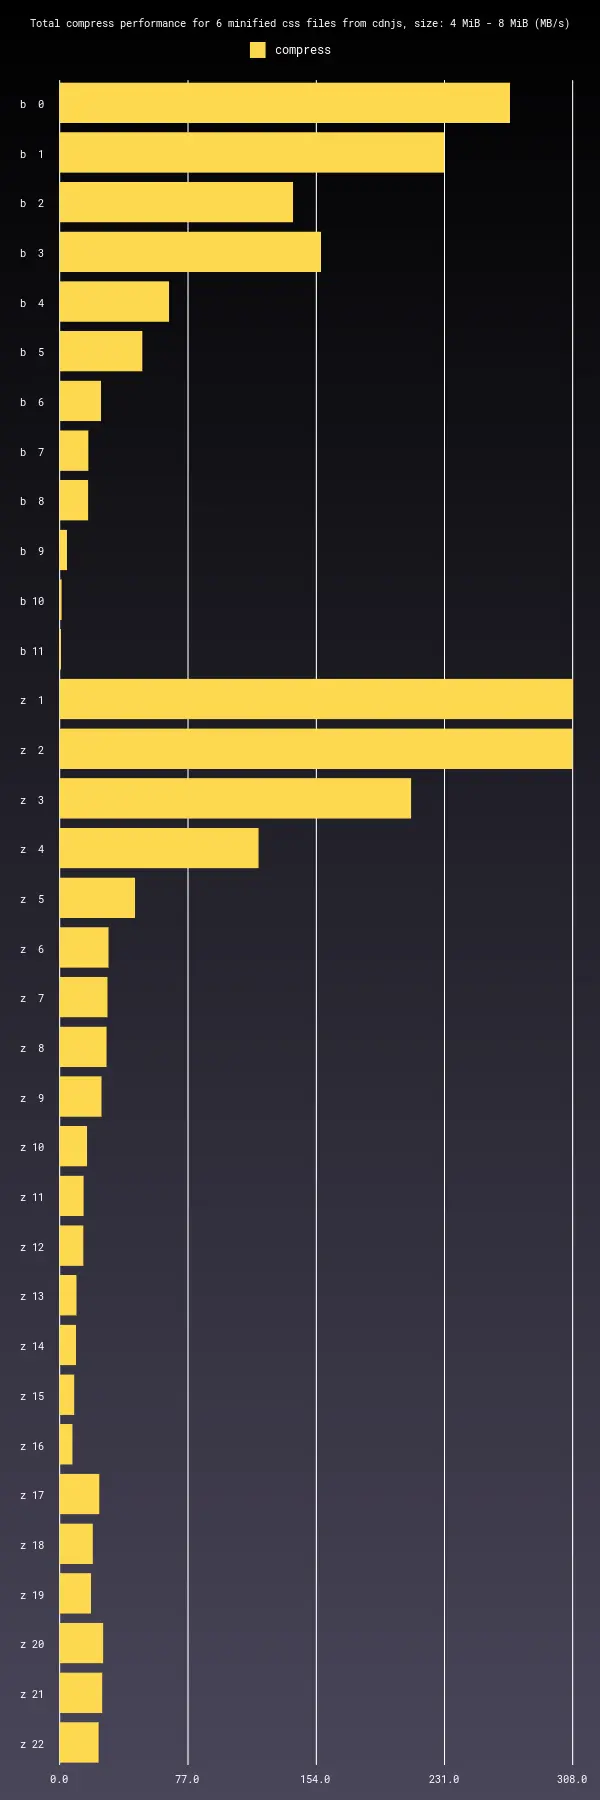 Total compress performance for 6 minified css files from cdnjs, size: 4 MiB - 8 MiB (MB/s)
compress
b  0
b  1
b  2
b  3
b  4
b  5
b  6
b  7
b  8
b  9
b 10
b 11
z  1
z  2
z  3
z  4
z  5
z  6
z  7
z  8
z  9
z 10
z 11
z 12
z 13
z 14
z 15
z 16
z 17
z 18
z 19
z 20
z 21
z 22
0.0 77.0 154.0 231.0 308.0